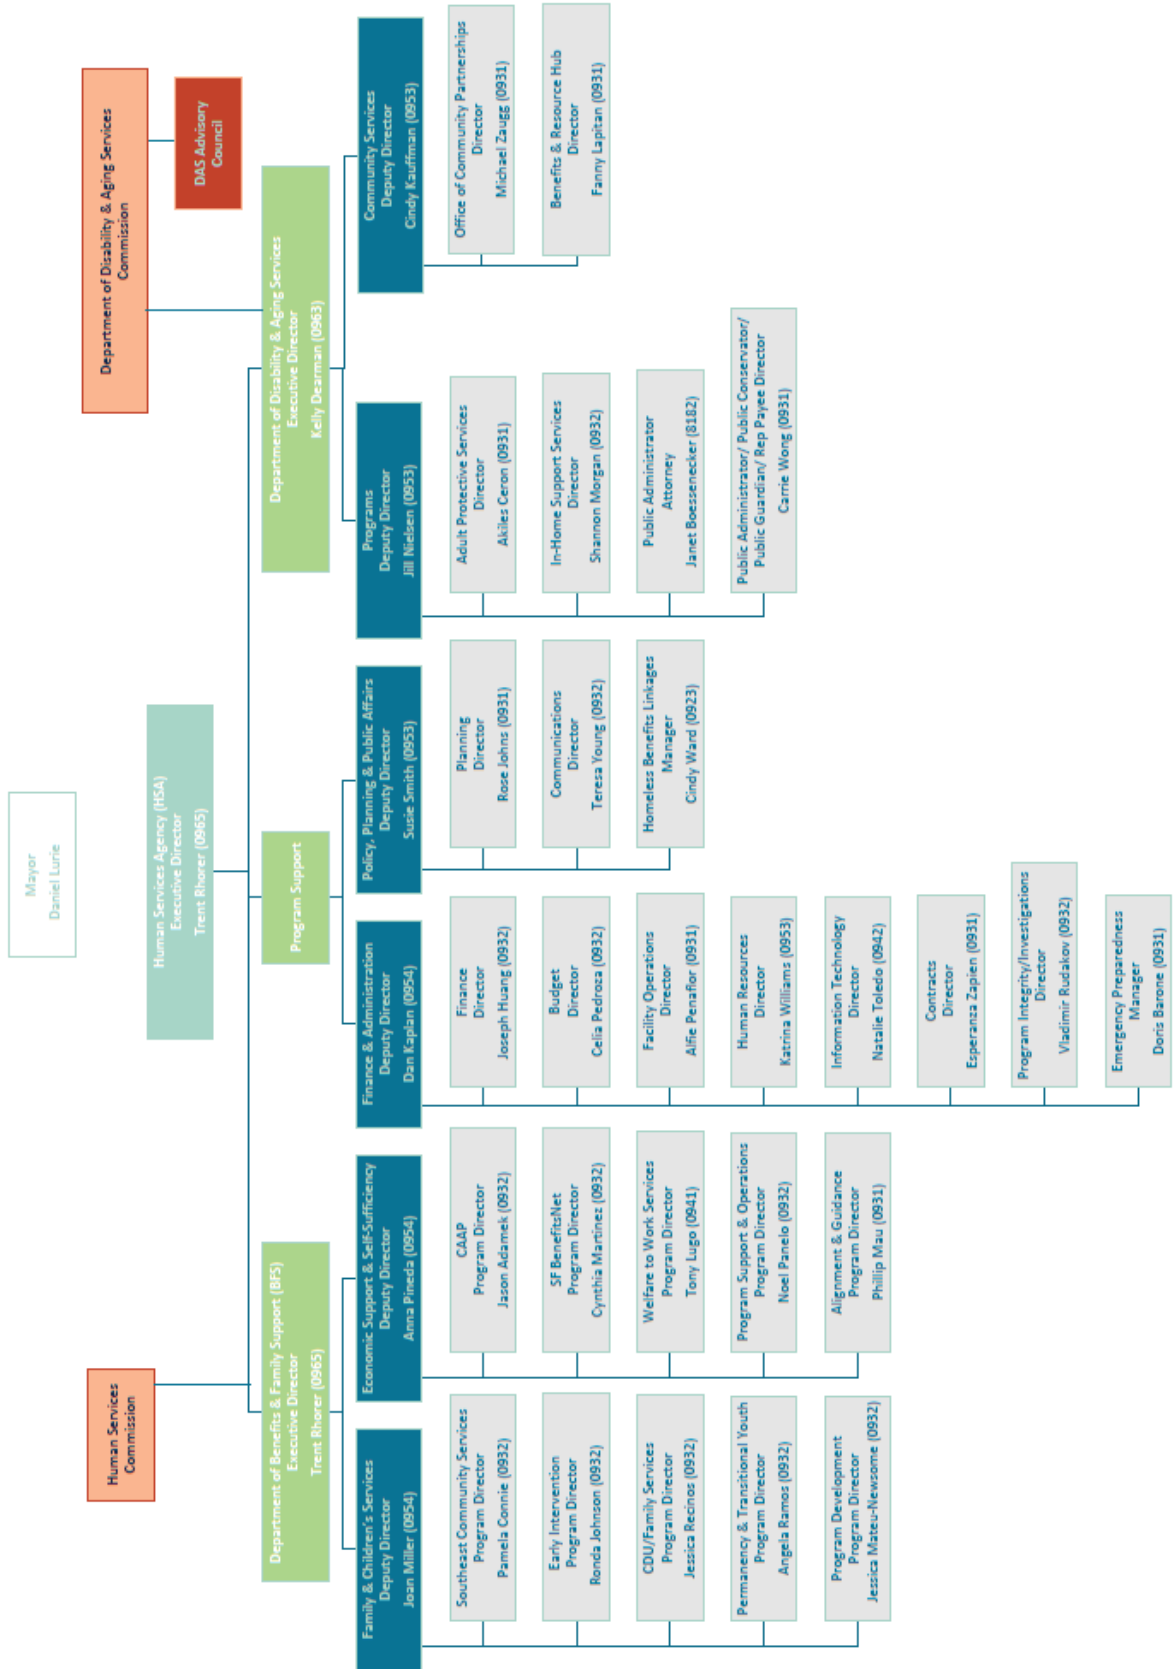 Mayor
Daniel Lurie
Human Services
Commission
Human Services Agency (HSA)
Executive Director
Trent Rhorer (0965)
Department of Disability & Aging Services
Commission
DAS Advisory
Council
Department of Benefits & Family Support (BFS)
Executive Director
Trent Rhorer (0965)
Program Support
Department of Disability & Aging Services
Executive Director
Kelly Dearman (0963)
Family & Children's Services
Deputy Director
Joan Miller (0954)
Southeast Community Services
Program Director
Pamela Connie (0932)
Early Intervention
Program Director
Ronda Johnson (0932)
CDU/Family Services
Program Director
Jessica Recinos (0932)
Permanency & Transitional Youth
Program Director
Angela Ramos (0932)
Program Development
Program Director
Jessica Mateu-Newsome (0932)
Economic Support & Self-Sufficiency
Deputy Director
Anna Pineda (0954)
CAAP
Program Director
Jason Adamek (0932)
SF BenefitsNet
Program Director
Cynthia Martinez (0932)
Welfare to Work Services
Program Director
Tony Lugo (0941)
Program Support & Operations
Program Director
Noel Panelo (0932)
Alignment & Guidance
Program Director
Phillip Mau (0931)
Finance & Administration
Deputy Director
Dan Kaplan (0954)
Finance
Director
Joseph Huang (0932)
Budget
Director
Celia Pedroza (0932)
Facility Operations
Director
Alfie Penaflor (0931)
Human Resources
Director
Katrina Williams (0953)
Information Technology
Director
Natalie Toledo (0942)
Contracts
Director
Esperanza Zapien (0931)
Program Integrity/Investigations
Director
Vladimir Rudakov (0932)
Emergency Preparedness
Manager
Doris Barone (0931)
Policy, Planning & Public Affairs
Deputy Director
Susie Smith (0953)
Planning
Director
Rose Johns (0931)
Communications
Director
Teresa Young (0932)
Homeless Benefits Linkages
Manager
Cindy Ward (0923)
Programs
Deputy Director
Jill Nielsen (0953)
Adult Protective Services
Director
Akiles Ceron (0931)
In-Home Support Services
Director
Shannon Morgan (0932)
Public Administrator
Attorney
Janet Boessenecker (8182)
Public Administrator/ Public Conservator/
Public Guardian/ Rep Payee Director
Carrie Wong (0931)
Community Services
Deputy Director
Cindy Kauffman (0953)
Office of Community Partnerships
Director
Michael Zaugg (0931)
Benefits & Resource Hub
Director
Fanny Lapitan (0931)